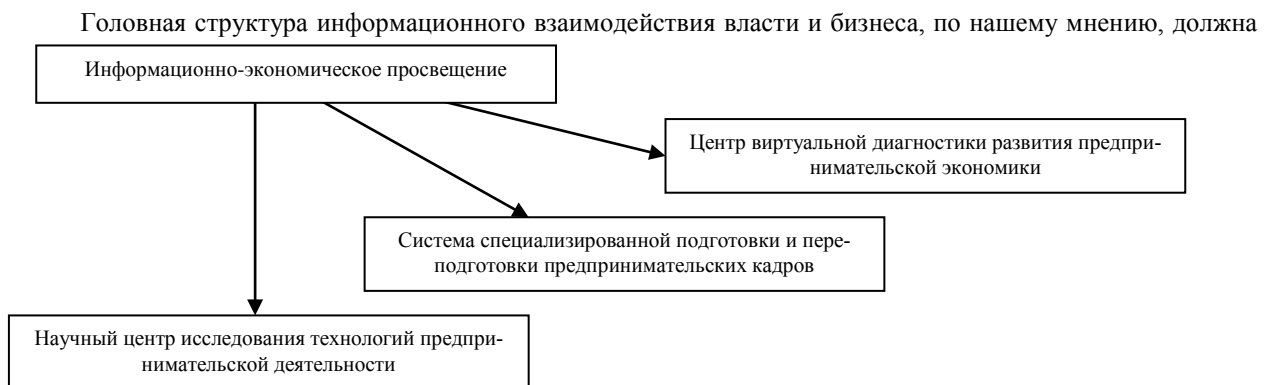 Головная структура информационного взаимодействия власти и бизнеса, по нашему мнению, должна
Информационно-экономическое просвещение
Центр виртуальной диагностики развития предпри-
нимательской экономики
Система специализированной подготовки и пере-
подготовки предпринимательских кадров
Научный центр исследования технологий предпри-
нимательской деятельности